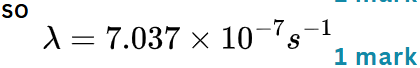 so
λ = 7.037 × 10⁻⁷s⁻¹
1 mark